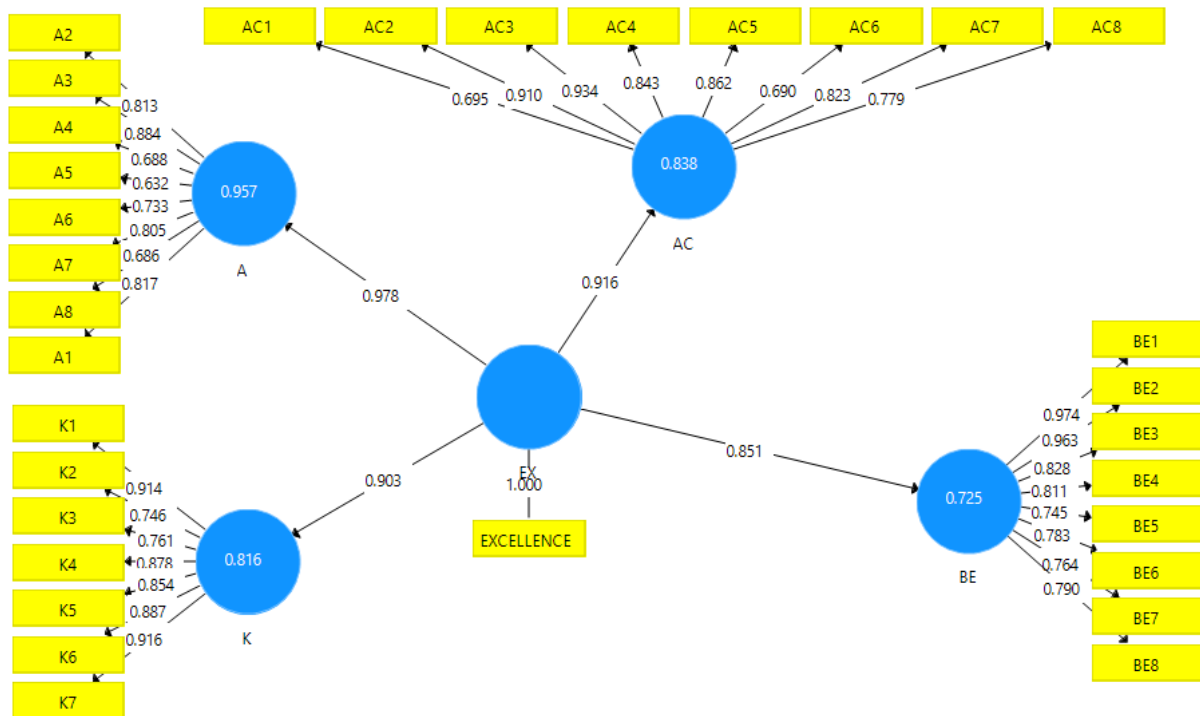 A2
A3
A4
A5
A6
A7
A8
A1
0.813
0.884
0.688
0.632
0.733
0.805
0.686
0.817
0.957
A
AC1
AC2
AC3
AC4
AC5
AC6
AC7
AC8
0.695
0.910
0.934
0.843
0.862
0.690
0.823
0.779
0.838
AC
0.978
0.916
0.903
0.851
EX
1.000
EXCELLENCE
K1
K2
K3
K4
K5
K6
K7
0.914
0.746
0.761
0.878
0.854
0.887
0.916
0.816
K
BE1
BE2
BE3
BE4
BE5
BE6
BE7
BE8
0.974
0.963
0.828
0.811
0.745
0.783
0.764
0.790
0.725
BE